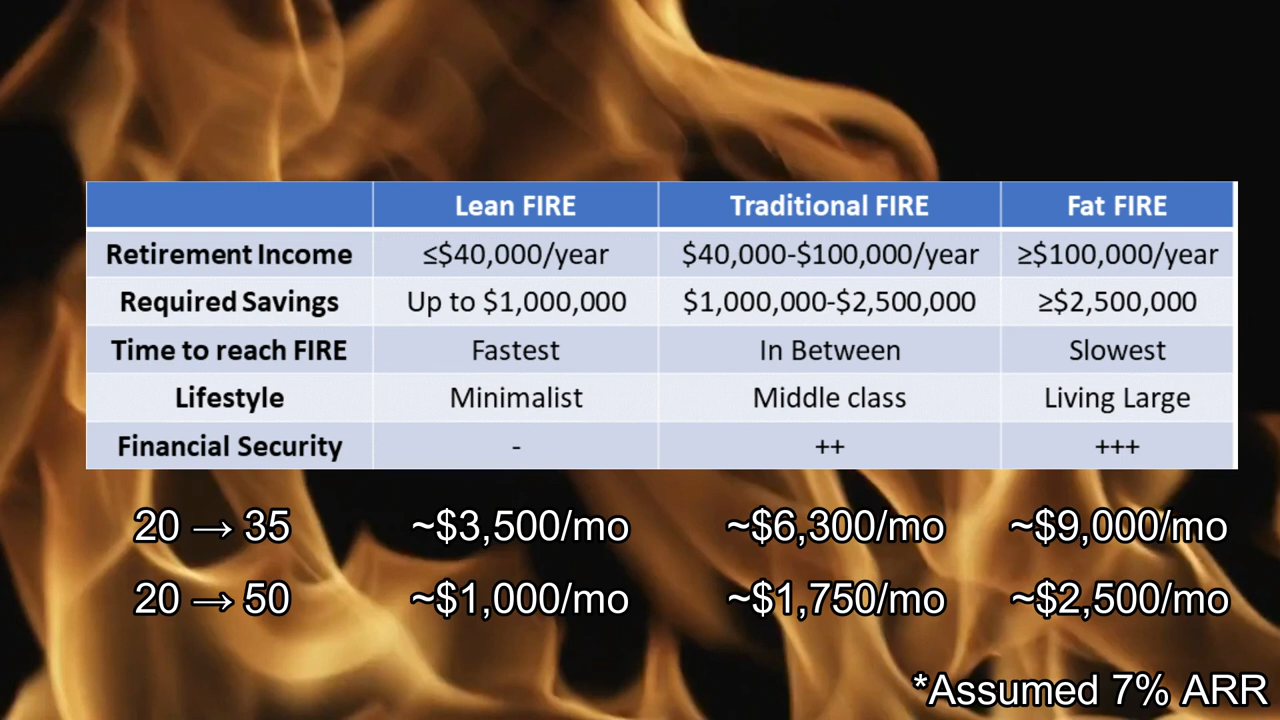 Lean FIRE Traditional FIRE Fat FIRE
Retirement Income ≤$40,000/year $40,000-$100,000/year ≥$100,000/year
Required Savings Up to $1,000,000 $1,000,000-$2,500,000 ≥$2,500,000
Time to reach FIRE Fastest In Between Slowest
Lifestyle Minimalist Middle class Living Large
Financial Security - ++ +++
20 → 35 ~$3,500/mo ~$6,300/mo ~$9,000/mo
20 → 50 ~$1,000/mo ~$1,750/mo ~$2,500/mo
*Assumed 7% ARR